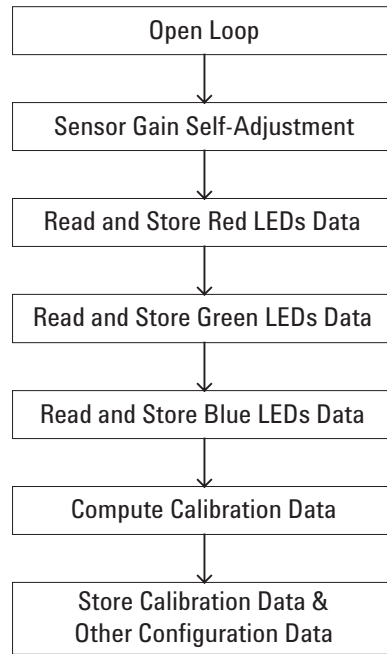 Open Loop
Sensor Gain Self-Adjustment
Read and Store Red LEDs Data
Read and Store Green LEDs Data
Read and Store Blue LEDs Data
Compute Calibration Data
Store Calibration Data &
Other Configuration Data